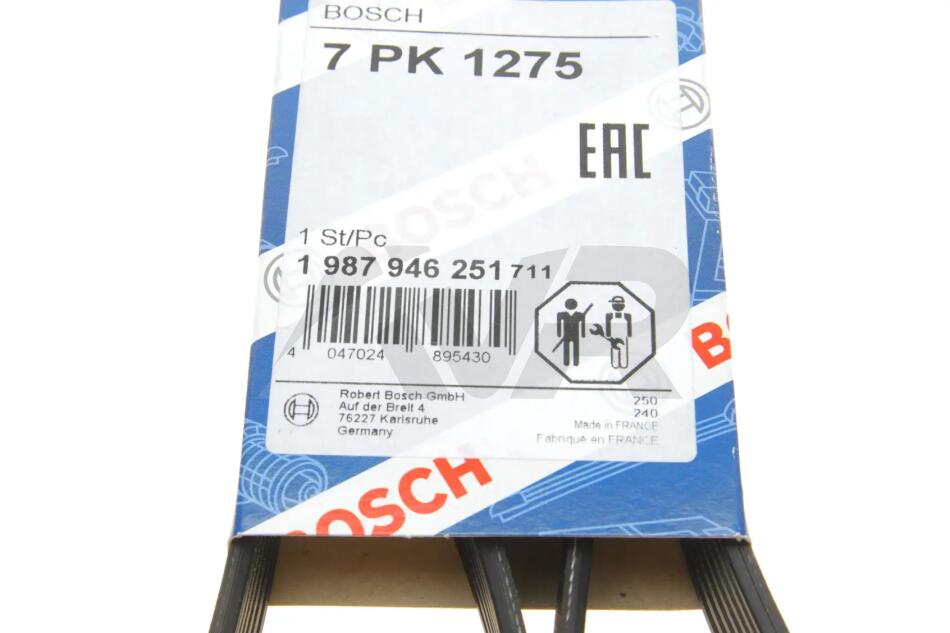 BOSCH
7 PK 1275
EAC
BOSCH
1 St/Pc
1 987 946 251 711
4 047024 895430
B
Robert Bosch GmbH
Auf der Breit 4
76227 Karlsruhe
Germany
250
240
Made in FRANCE
Fabriqué en FRANCE
BOSCH